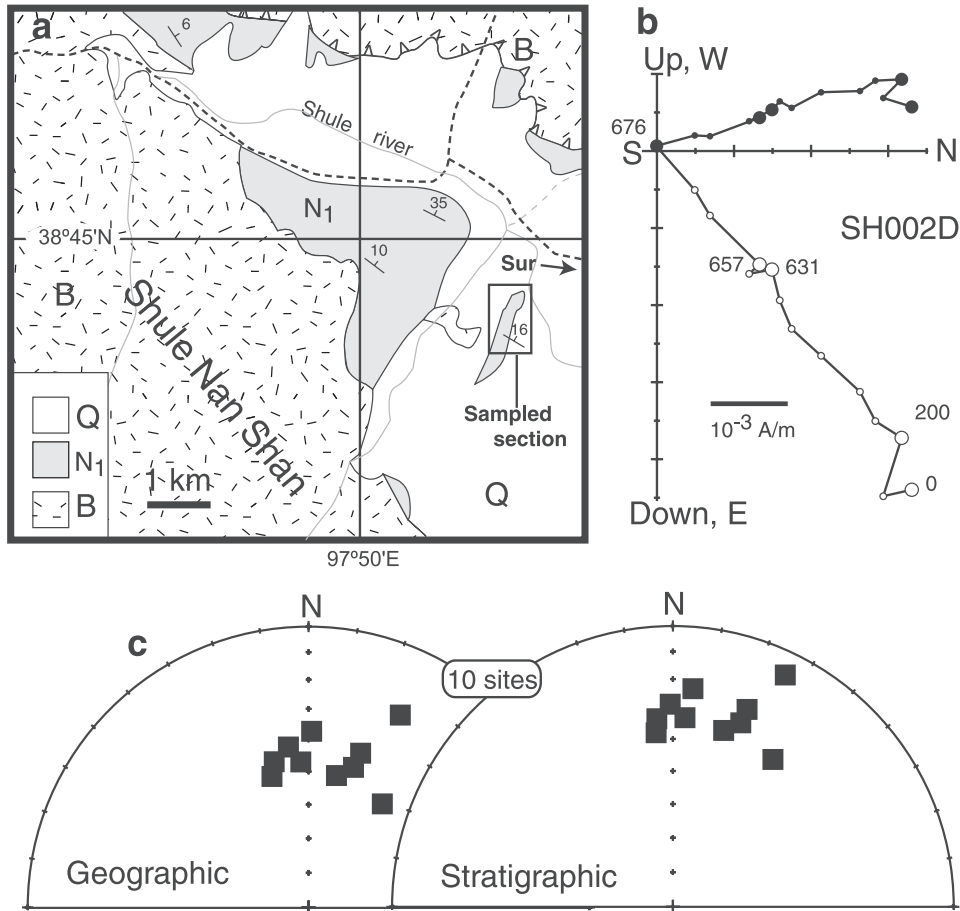 a
6
B
Shule river
N1
35
38°45'N
10
Sur
B
16
Shule Nan Shan
Sampled
section
Q
N1
B
1 km
Q
97°50'E
b
Up, W
676
S
N
SH002D
657
631
10-3 A/m
200
0
Down, E
c
N
N
10 sites
Geographic
Stratigraphic